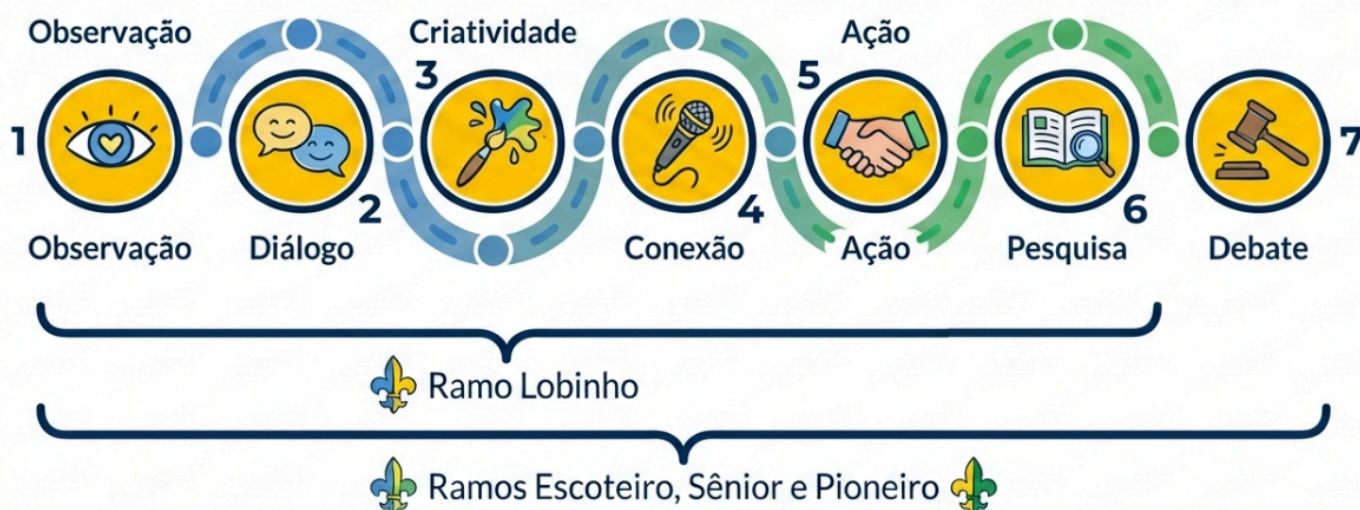 Observação
Criatividade
Ação
1
2
3
4
5
6
7
Observação
Diálogo
Conexão
Ação
Pesquisa
Debate
Ramo Lobinho
Ramos Escoteiro, Sênior e Pioneiro